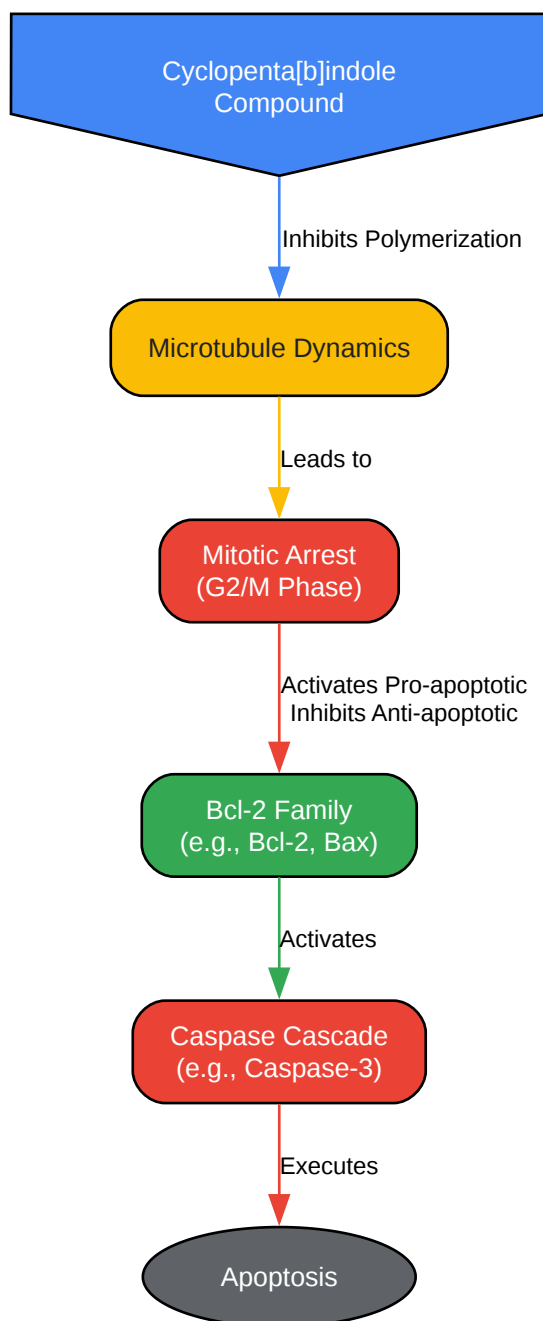 Cyclopenta[b]indole
Compound
Inhibits Polymerization
Microtubule Dynamics
Leads to
Mitotic Arrest
(G2/M Phase)
Activates Pro-apoptotic
Inhibits Anti-apoptotic
Bcl-2 Family
(e.g., Bcl-2, Bax)
Activates
Caspase Cascade
(e.g., Caspase-3)
Executes
Apoptosis